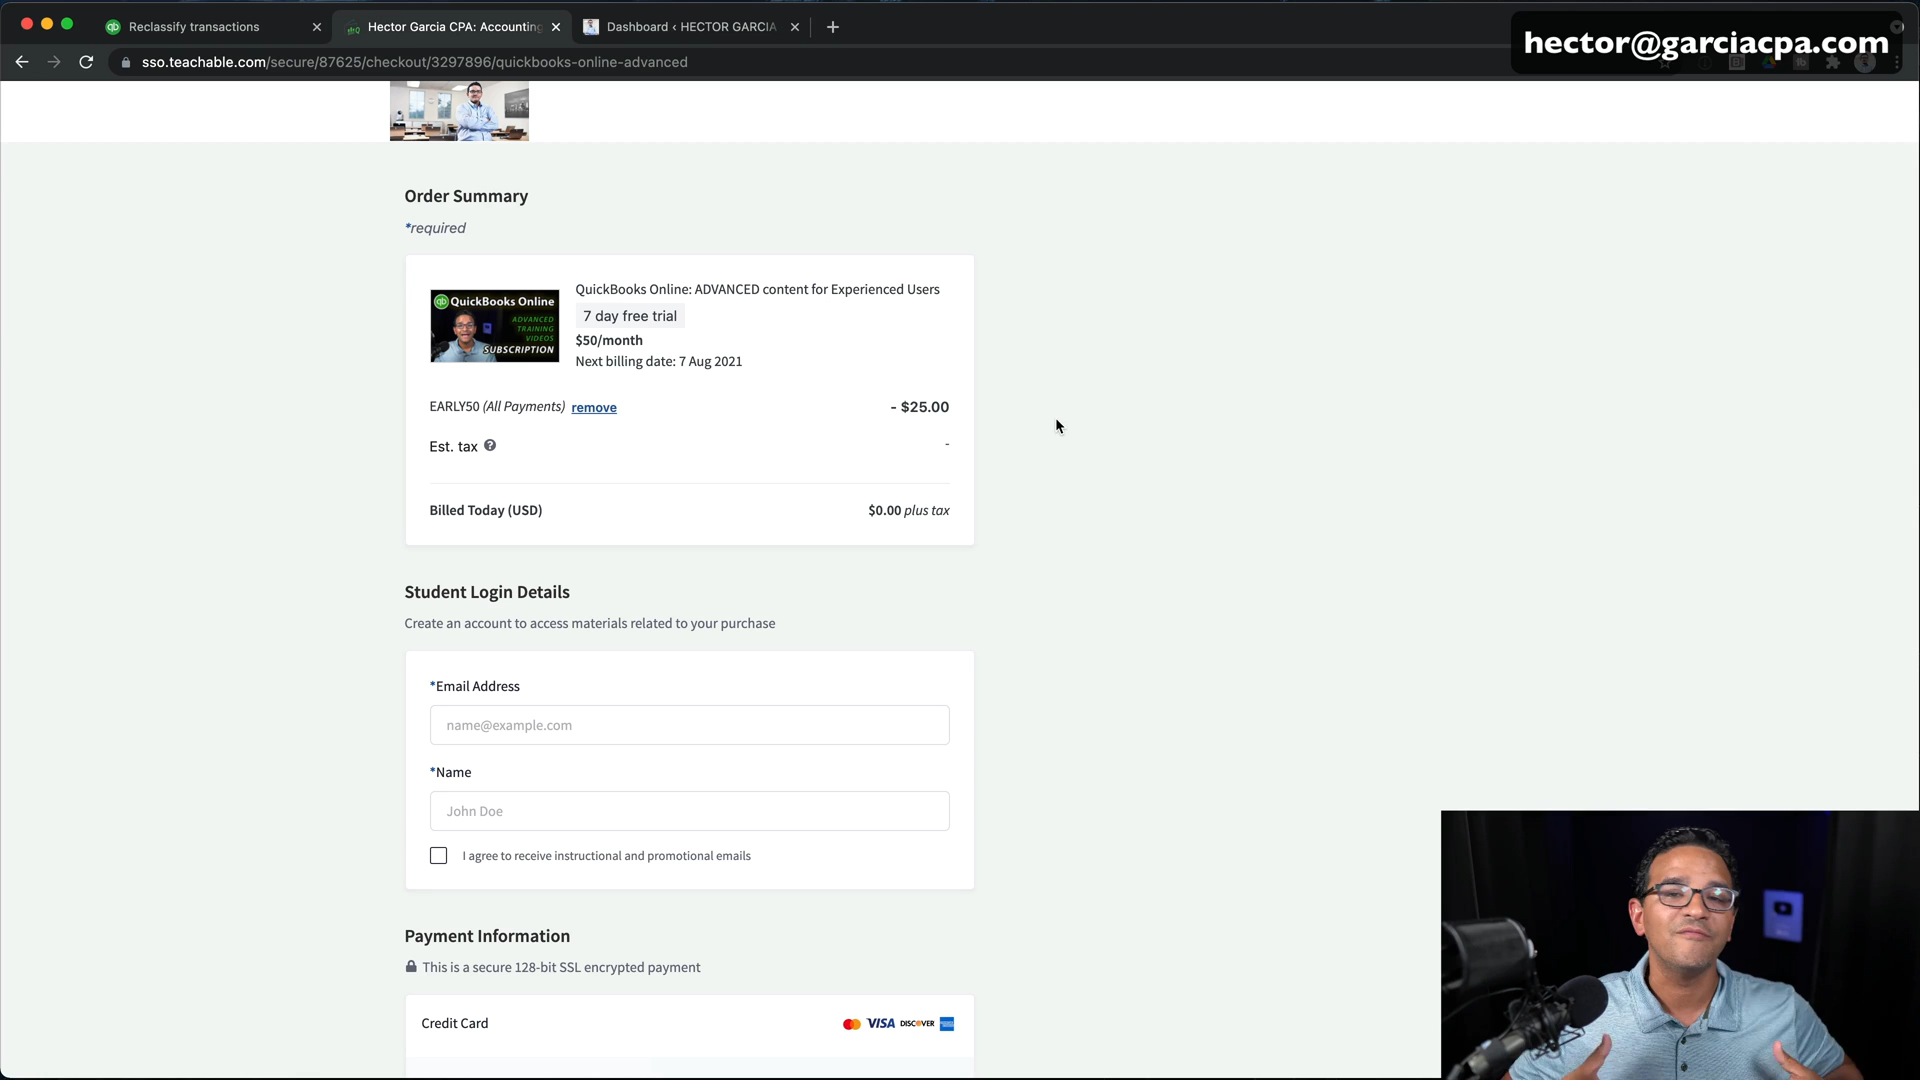 Reclassify transactions
Hector Garcia CPA: Accounting
Dashboard ‹ HECTOR GARCIA
hector@garciacpa.com
sso.teachable.com/secure/87625/checkout/3297896/quickbooks-online-advanced
Order Summary
*required
qb QuickBooks Online
ADVANCED
TRAINING
VIDEOS
SUBSCRIPTION
QuickBooks Online: ADVANCED content for Experienced Users
7 day free trial
$50/month
Next billing date: 7 Aug 2021
EARLY50 (All Payments) remove - $25.00
Est. tax ? -
Billed Today (USD) $0.00 plus tax
Student Login Details
Create an account to access materials related to your purchase
*Email Address
name@example.com
*Name
John Doe
I agree to receive instructional and promotional emails
Payment Information
This is a secure 128-bit SSL encrypted payment
Credit Card VISA DISCOVER